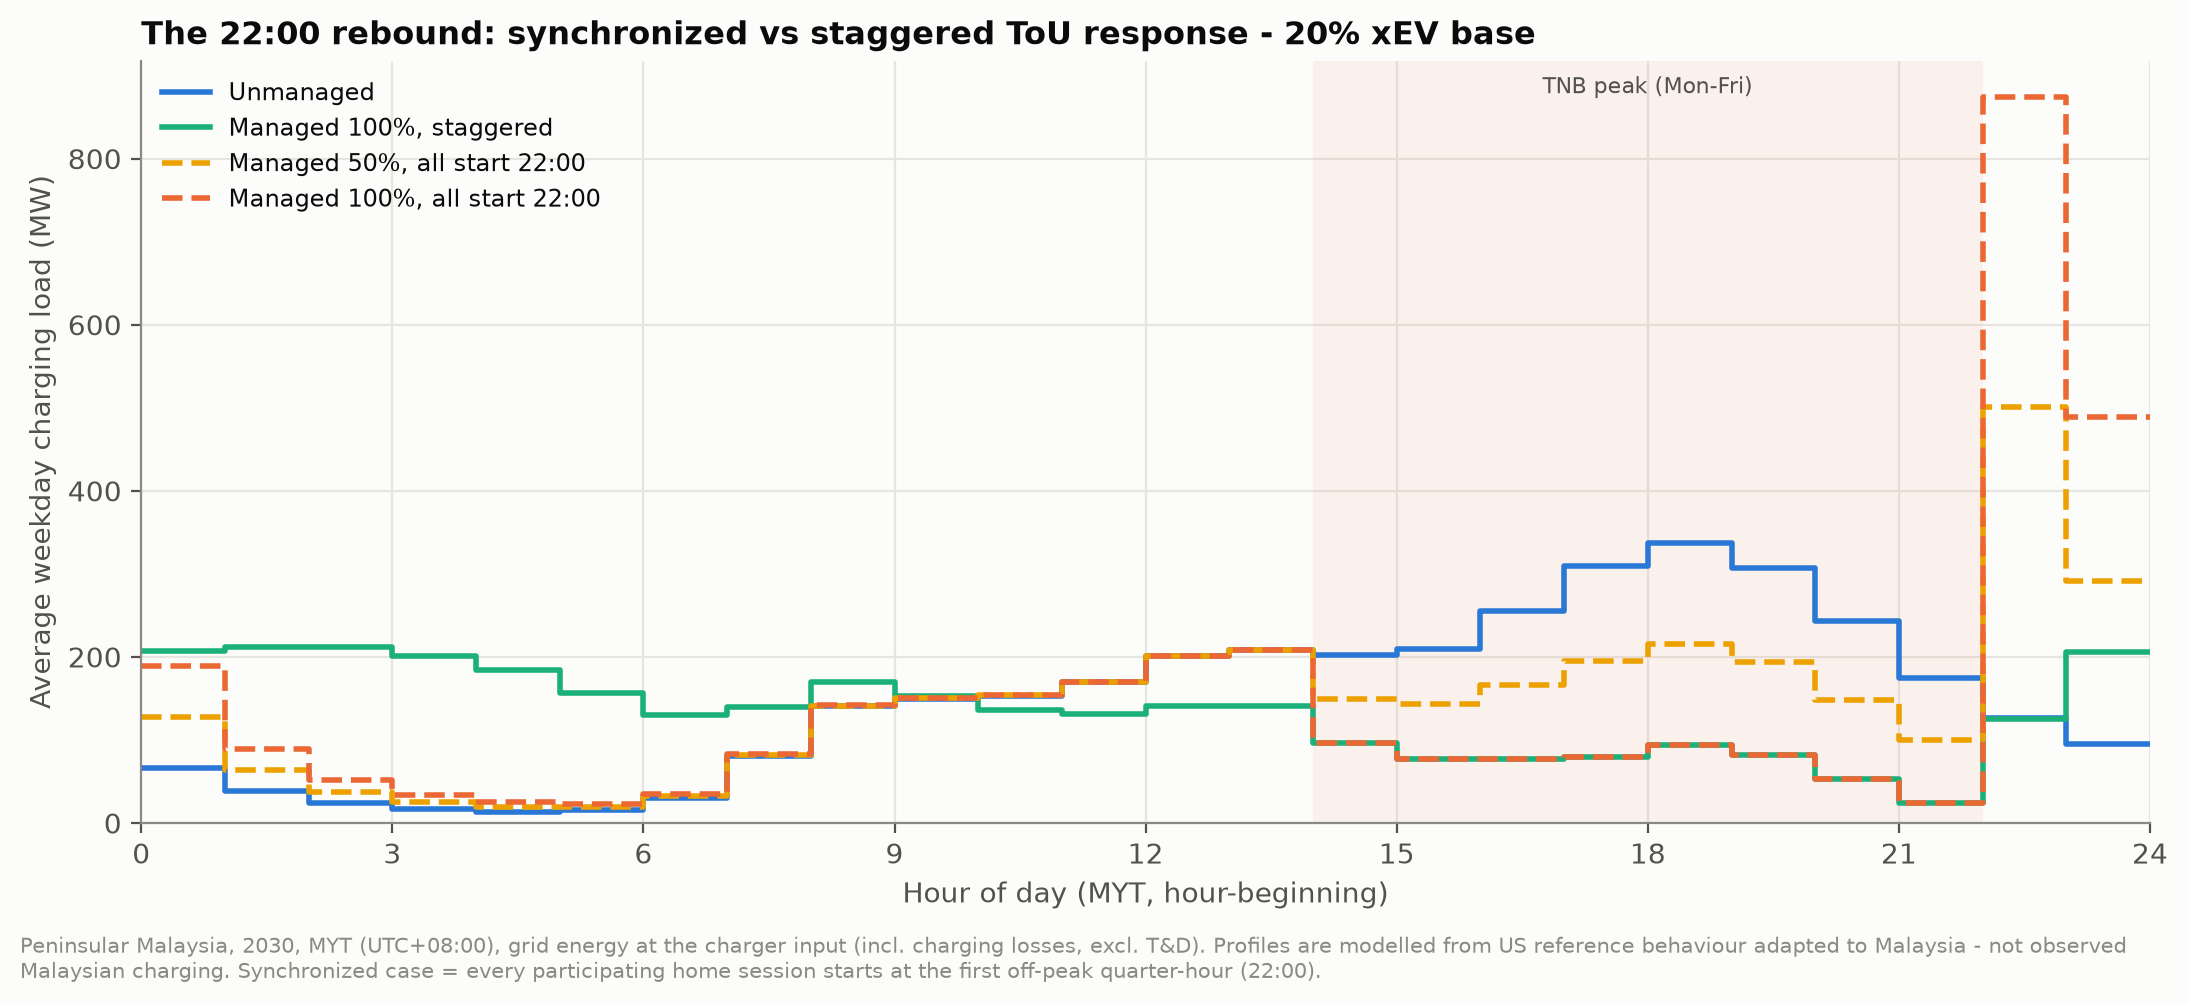 The 22:00 rebound: synchronized vs staggered ToU response - 20% xEV base
Unmanaged
Managed 100%, staggered
Managed 50%, all start 22:00
Managed 100%, all start 22:00
TNB peak (Mon-Fri)
Average weekday charging load (MW)
800
600
400
200
0
0 3 6 9 12 15 18 21 24
Hour of day (MYT, hour-beginning)
Peninsular Malaysia, 2030, MYT (UTC+08:00), grid energy at the charger input (incl. charging losses, excl. T&D). Profiles are modelled from US reference behaviour adapted to Malaysia - not observed
Malaysian charging. Synchronized case = every participating home session starts at the first off-peak quarter-hour (22:00).